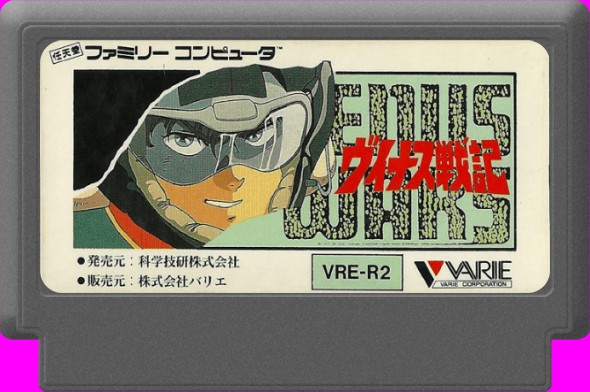 任天堂 ファミリー コンピュータ™
VENUS
ヴイナス戦記
WARS
●発売元：科学技研株式会社
●販売元：株式会社バリエ
VRE-R2
VARIE
VARIE CORPORATION